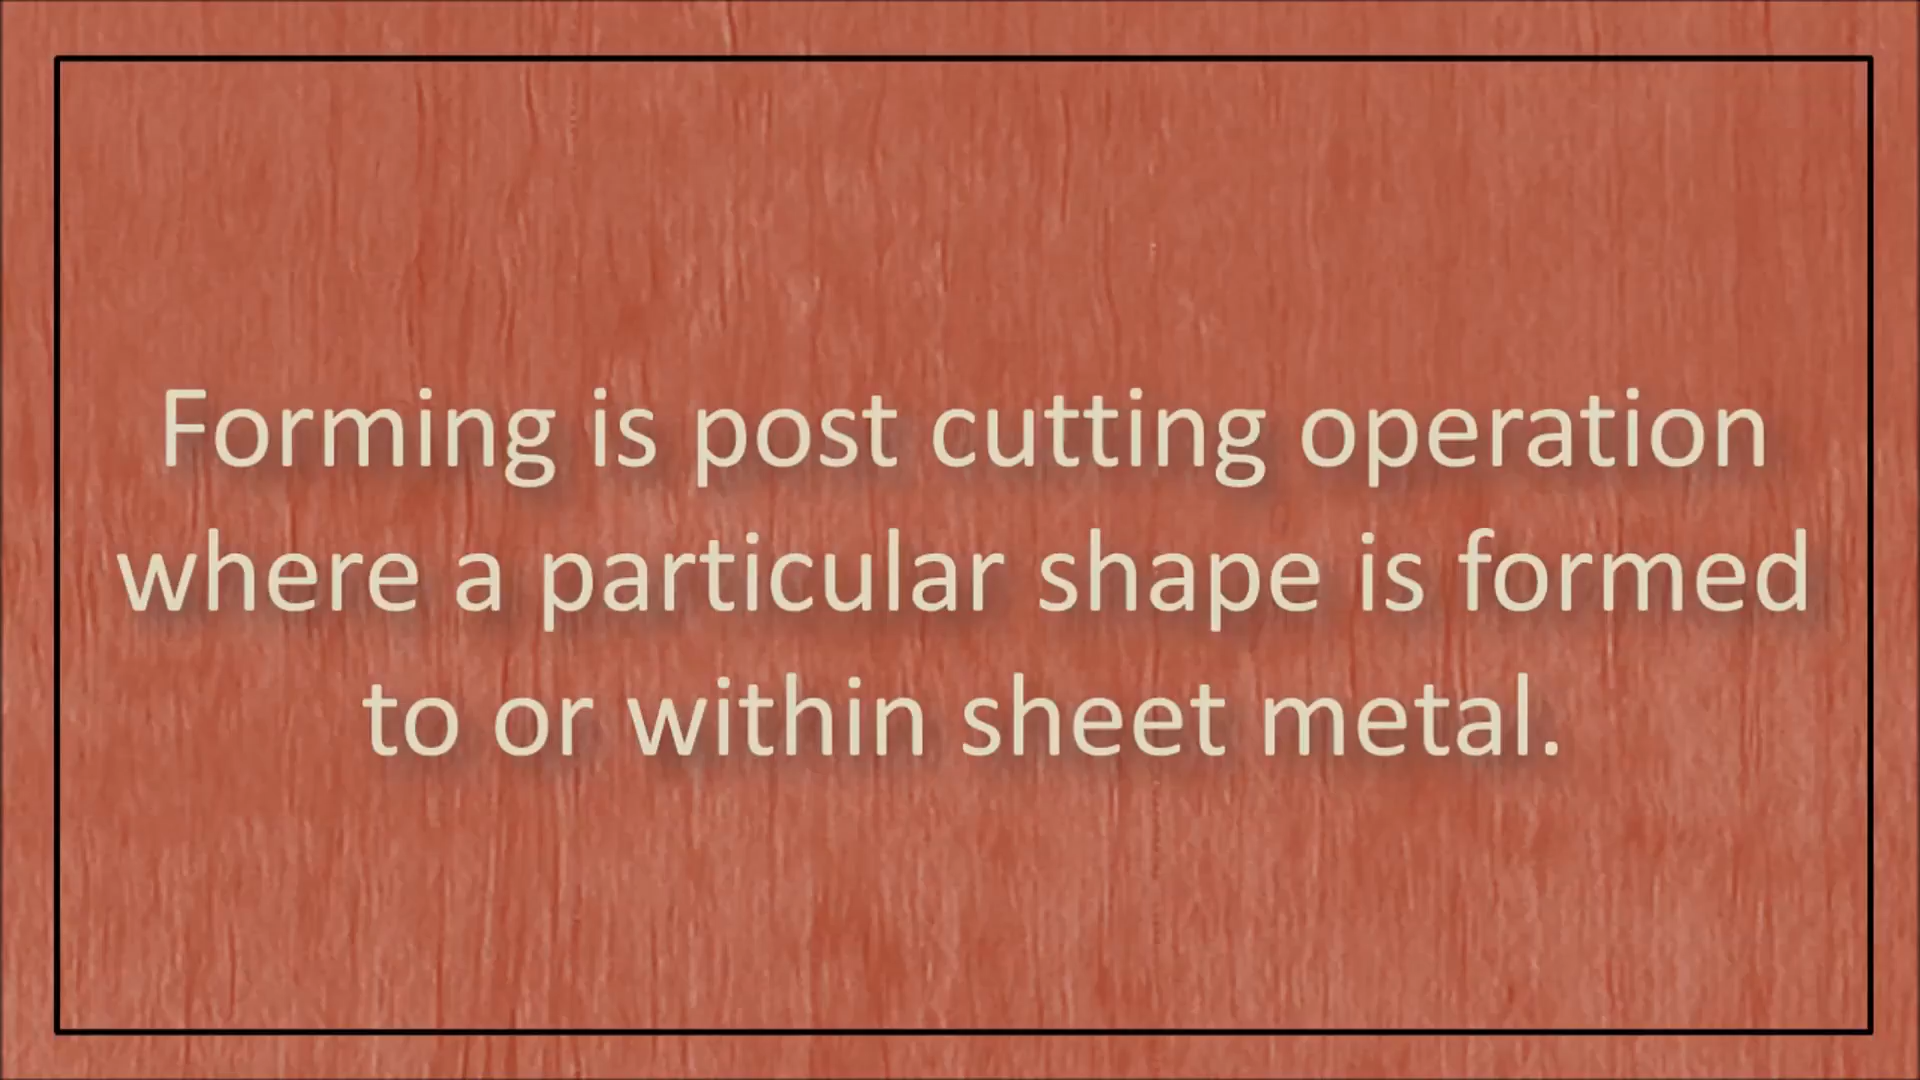 Forming is post cutting operation
where a particular shape is formed
to or within sheet metal.